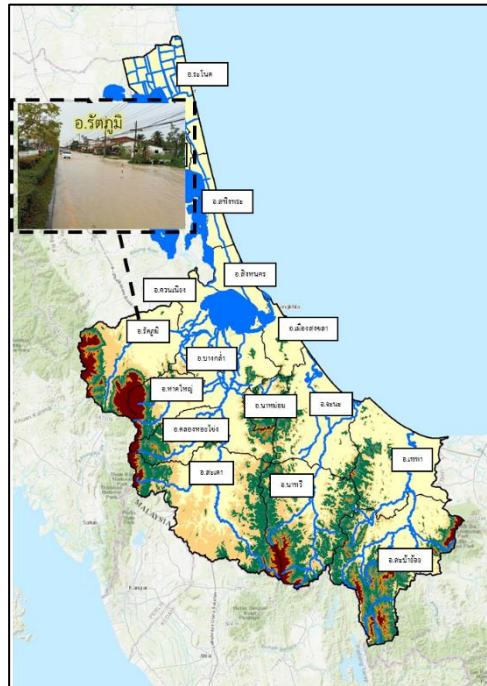 อ.ระโนด
อ.รัตภูมิ
อ.สทิงพระ
อ.สิงหนคร
อ.ควนเนียง
อ.เมืองสงขลา
อ.รัตภูมิ
อ.บางกล่ำ
อ.หาดใหญ่
อ.นาหม่อม
อ.จะนะ
อ.คลองหอยโข่ง
อ.สะเดา
อ.นาทวี
อ.เทพา
MALAYSIA
อ.สะบ้าย้อย